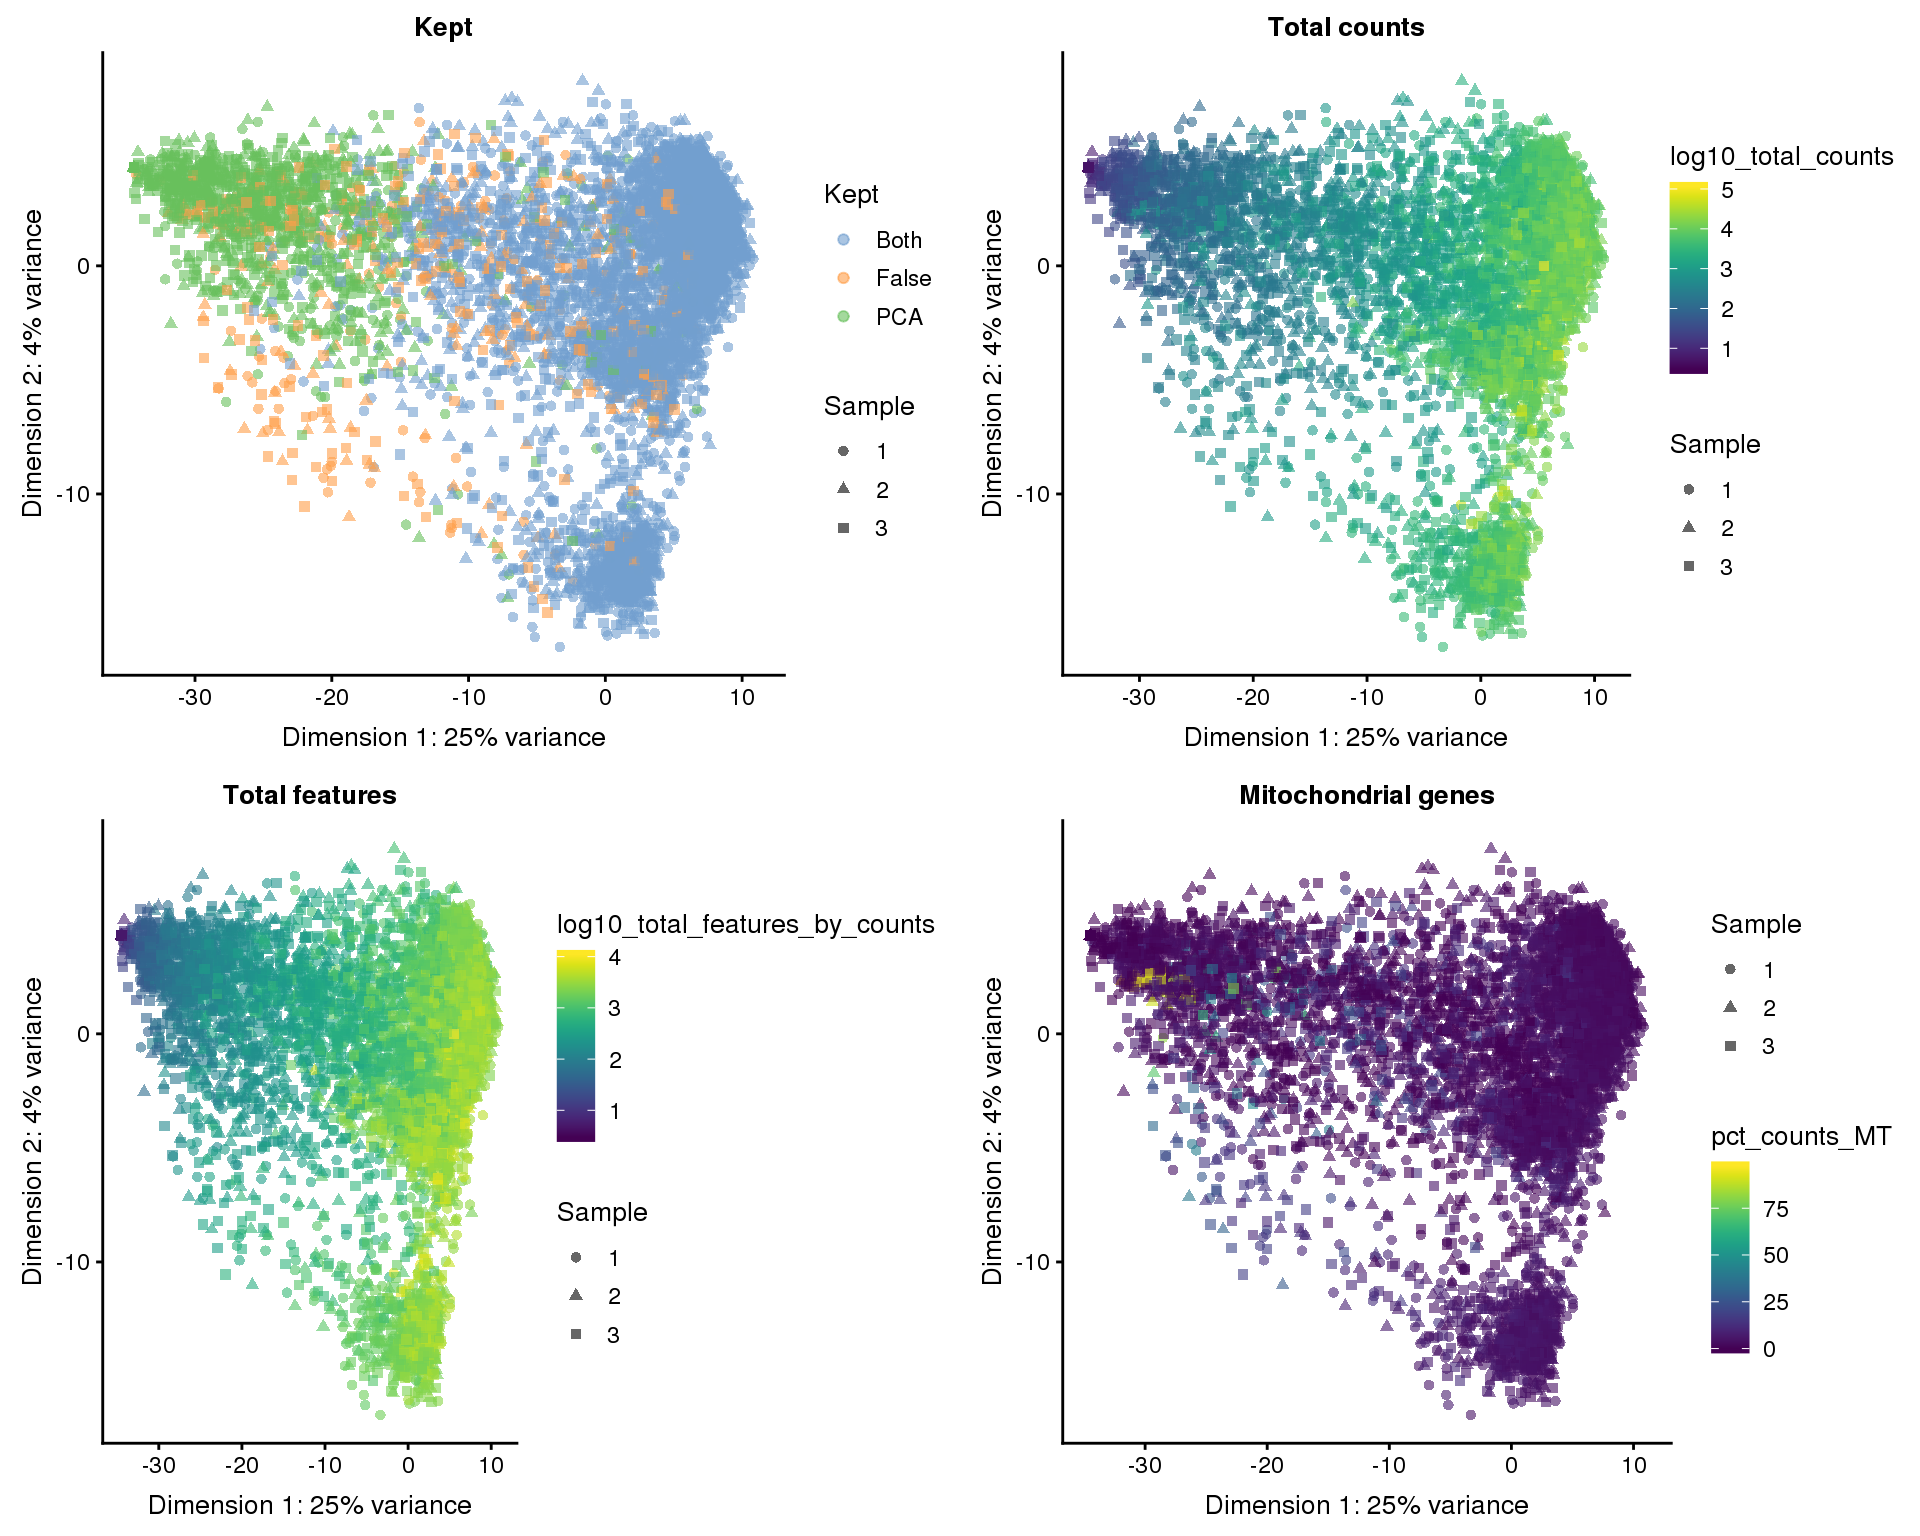 Kept
Dimension 2: 4% variance
0
-10
-30
-20
-10
0
10
Dimension 1: 25% variance
Kept
Both
False
PCA
Sample
1
2
3
Total counts
Dimension 2: 4% variance
0
-10
-30
-20
-10
0
10
Dimension 1: 25% variance
log10_total_counts
5
4
3
2
1
Sample
1
2
3
Total features
Dimension 2: 4% variance
0
-10
-30
-20
-10
0
10
Dimension 1: 25% variance
log10_total_features_by_counts
4
3
2
1
Sample
1
2
3
Mitochondrial genes
Dimension 2: 4% variance
0
-10
-30
-20
-10
0
10
Dimension 1: 25% variance
Sample
1
2
3
pct_counts_MT
75
50
25
0